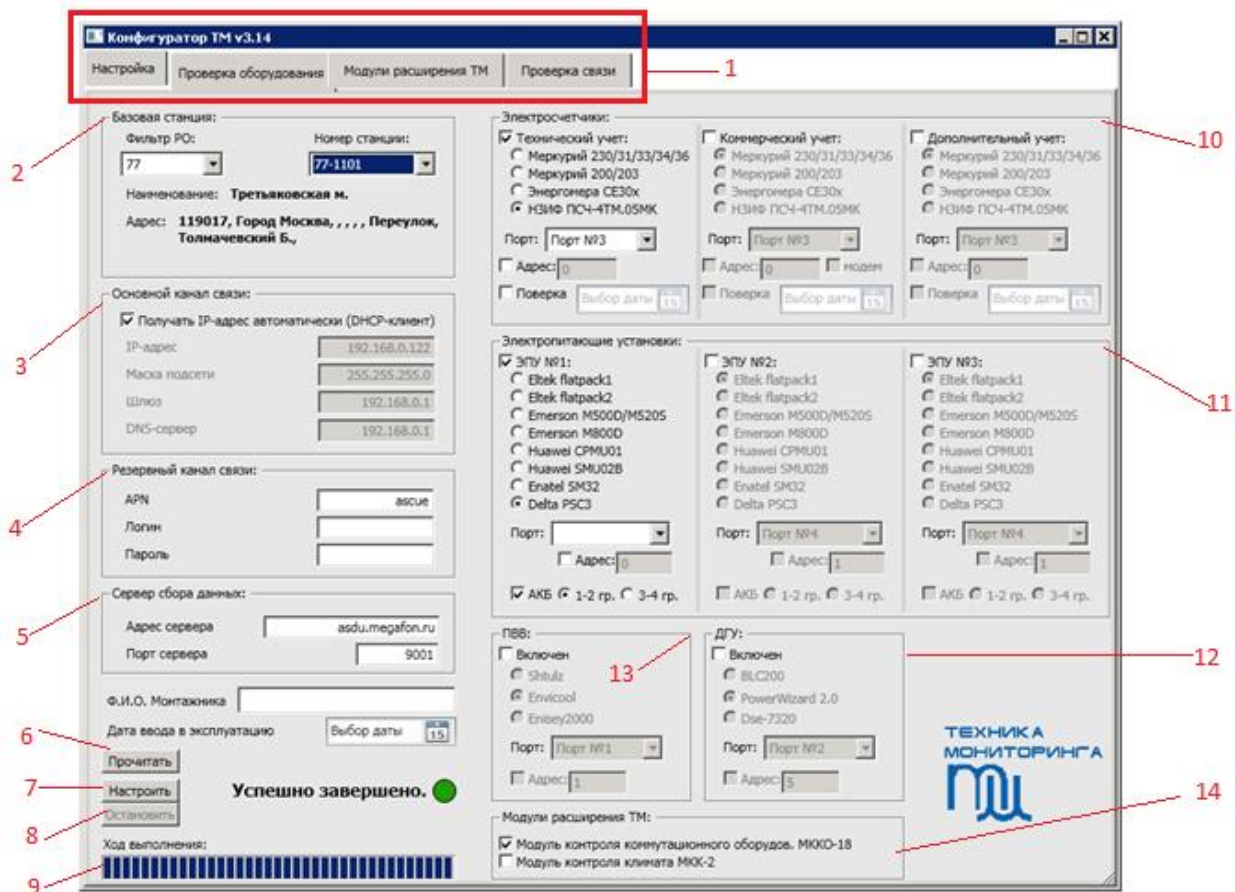 Конфигуратор ТМ v3.14
Настройка
Проверка оборудования
Модули расширения ТМ
Проверка связи
1
Базовая станция:
2
Фильтр РО:
Номер станции:
77
77-1101
Наименование: Третьяковская м.
Адрес: 119017, Город Москва, , , , , Переулок,
Толмачевский Б.,
Основной канал связи:
3
Получать IP-адрес автоматически (DHCP-клиент)
IP-адрес 192.168.0.122
Маска подсети 255.255.255.0
Шлюз 192.168.0.1
DNS-сервер 192.168.0.1
Резервный канал связи:
4
APN ascue
Логин
Пароль
Сервер сбора данных:
5
Адрес сервера asdu.megafon.ru
Порт сервера 9001
Ф.И.О. Монтажника
Дата ввода в эксплуатацию Выбор даты 15
6
Прочитать
7
Настроить
Успешно завершено.
8
Остановить
Ход выполнения:
9
Электросчетчики:
10
Технический учет:
Меркурий 230/31/33/34/36
Меркурий 200/203
Энергомера СЕ30х
НЗИФ ПСЧ-4ТМ.05МК
Порт: Порт №3
Адрес: 0
Поверка Выбор даты 15
Коммерческий учет:
Меркурий 230/31/33/34/36
Меркурий 200/203
Энергомера СЕ30х
НЗИФ ПСЧ-4ТМ.05МК
Порт: Порт №3
Адрес: 0 модем
Поверка Выбор даты 15
Дополнительный учет:
Меркурий 230/31/33/34/36
Меркурий 200/203
Энергомера СЕ30х
НЗИФ ПСЧ-4ТМ.05МК
Порт: Порт №3
Адрес: 0
Поверка Выбор даты 15
Электропитающие установки:
11
ЭПУ №1:
Eltek flatpack1
Eltek flatpack2
Emerson M500D/M520S
Emerson M800D
Huawei CPMU01
Huawei SMU02B
Enatel SM32
Delta PSC3
Порт:
Адрес: 0
АКБ 1-2 гр. 3-4 гр.
ЭПУ №2:
Eltek flatpack1
Eltek flatpack2
Emerson M500D/M520S
Emerson M800D
Huawei CPMU01
Huawei SMU02B
Enatel SM32
Delta PSC3
Порт: Порт №4
Адрес: 1
АКБ 1-2 гр. 3-4 гр.
ЭПУ №3:
Eltek flatpack1
Eltek flatpack2
Emerson M500D/M520S
Emerson M800D
Huawei CPMU01
Huawei SMU02B
Enatel SM32
Delta PSC3
Порт: Порт №4
Адрес: 1
АКБ 1-2 гр. 3-4 гр.
ПВВ:
13
Включен
Shtulz
Envicool
Enisey2000
Порт: Порт №1
Адрес: 1
ДГУ:
12
Включен
BLC200
PowerWizard 2.0
Dse-7320
Порт: Порт №2
Адрес: 5
ТЕХНИКА
МОНИТОРИНГА
Модули расширения ТМ:
14
Модуль контроля коммутационного оборудов. МККО-18
Модуль контроля климата МКК-2